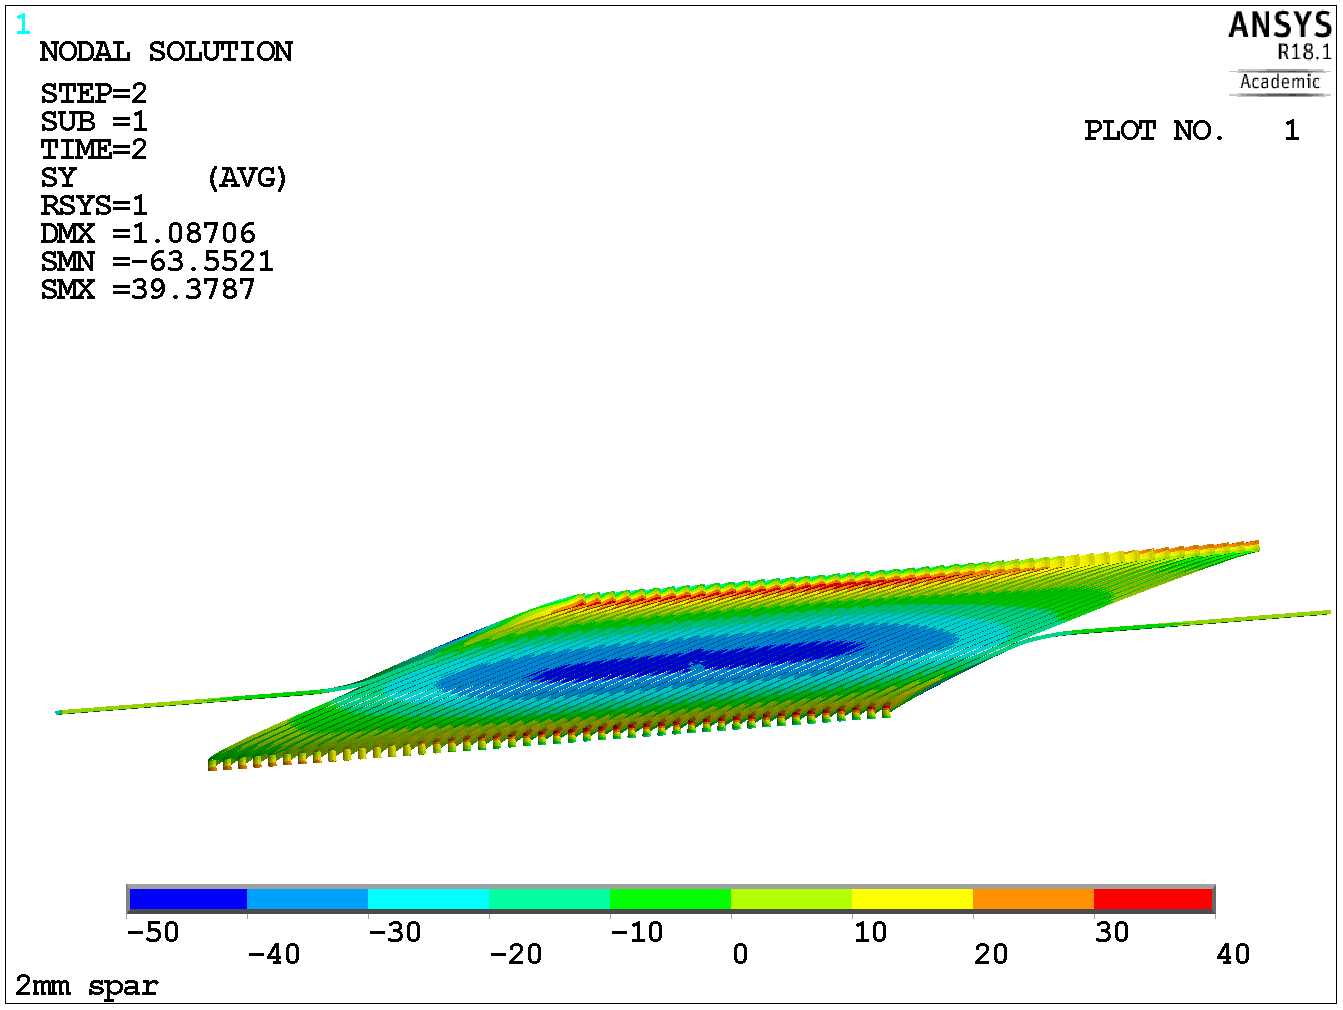 1
NODAL SOLUTION
STEP=2
SUB =1
TIME=2
SY (AVG)
RSYS=1
DMX =1.08706
SMN =-63.5521
SMX =39.3787
ANSYS
R18.1
Academic
PLOT NO. 1
-50 -30 -10 10 30
-40 -20 0 20 40
2mm spar